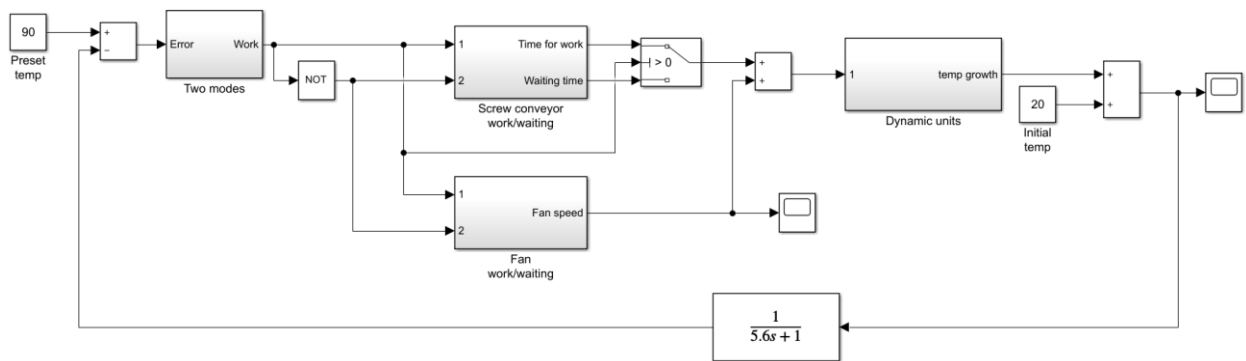 90
Preset
temp
+
−
Error
Work
Two modes
NOT
1
2
Time for work
Waiting time
Screw conveyor
work/waiting
> 0
+
+
1
temp growth
Dynamic units
20
Initial
temp
+
+
1
2
Fan speed
Fan
work/waiting
1
5.6s + 1